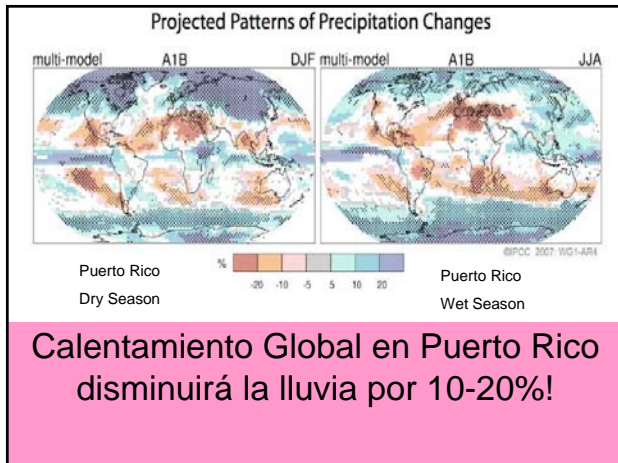 Projected Patterns of Precipitation Changes
multi-model A1B DJF multi-model A1B JJA
©IPCC 2007: WG1-AR4
Puerto Rico
Dry Season
%
-20 -10 -5 5 10 20
Puerto Rico
Wet Season
Calentamiento Global en Puerto Rico
disminuirá la lluvia por 10-20%!